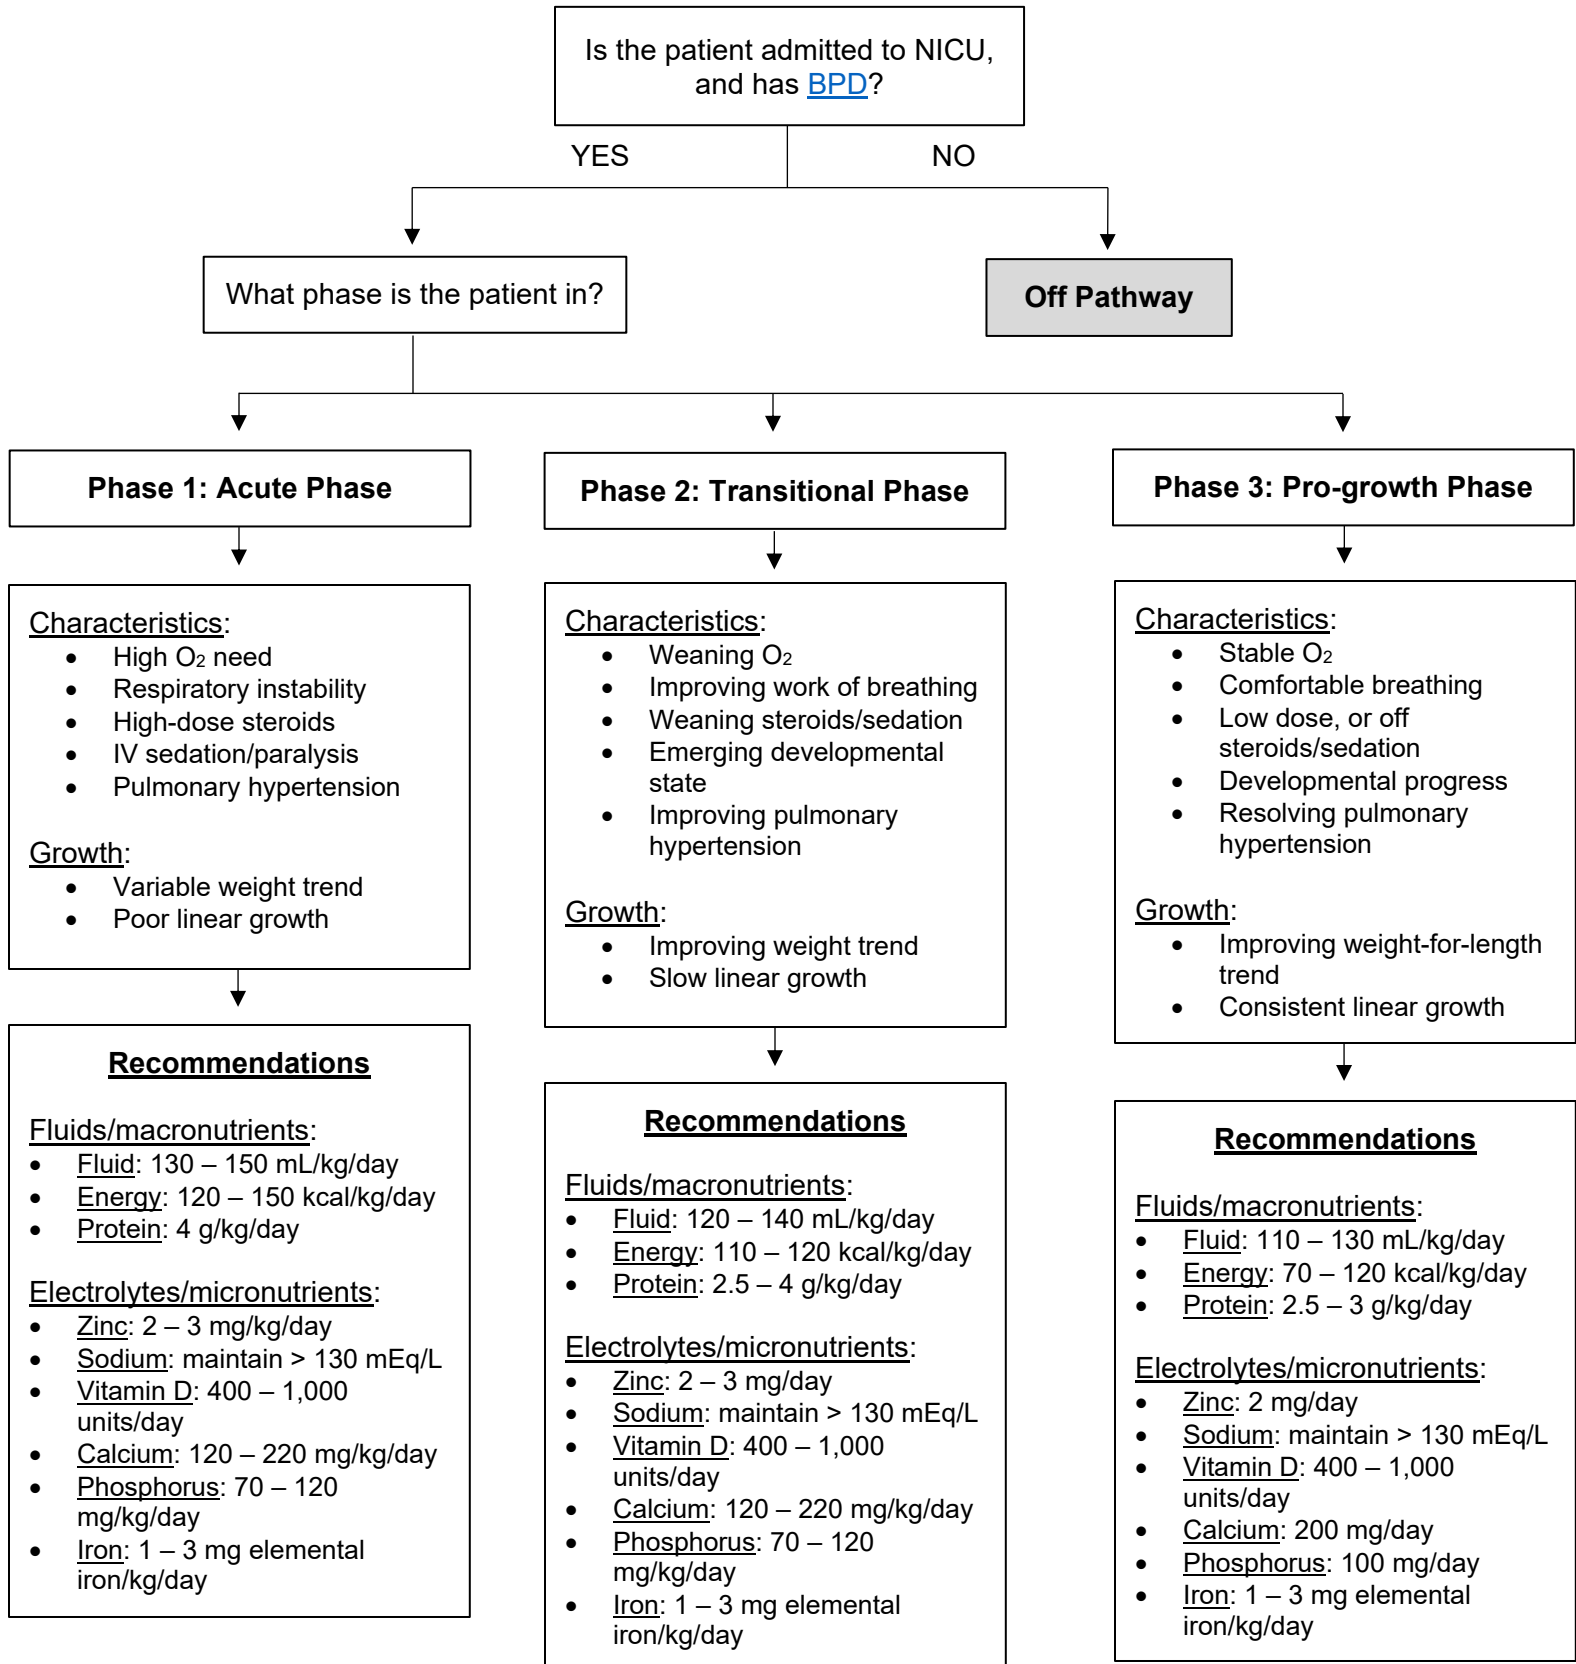 Is the patient admitted to NICU,
and has BPD?
YES
NO
What phase is the patient in?
Off Pathway
Phase 1: Acute Phase
Characteristics:
• High O2 need
• Respiratory instability
• High-dose steroids
• IV sedation/paralysis
• Pulmonary hypertension
Growth:
• Variable weight trend
• Poor linear growth
Recommendations
Fluids/macronutrients:
• Fluid: 130 – 150 mL/kg/day
• Energy: 120 – 150 kcal/kg/day
• Protein: 4 g/kg/day
Electrolytes/micronutrients:
• Zinc: 2 – 3 mg/kg/day
• Sodium: maintain > 130 mEq/L
• Vitamin D: 400 – 1,000
units/day
• Calcium: 120 – 220 mg/kg/day
• Phosphorus: 70 – 120
mg/kg/day
• Iron: 1 – 3 mg elemental
iron/kg/day
Phase 2: Transitional Phase
Characteristics:
• Weaning O2
• Improving work of breathing
• Weaning steroids/sedation
• Emerging developmental
state
• Improving pulmonary
hypertension
Growth:
• Improving weight trend
• Slow linear growth
Recommendations
Fluids/macronutrients:
• Fluid: 120 – 140 mL/kg/day
• Energy: 110 – 120 kcal/kg/day
• Protein: 2.5 – 4 g/kg/day
Electrolytes/micronutrients:
• Zinc: 2 – 3 mg/day
• Sodium: maintain > 130 mEq/L
• Vitamin D: 400 – 1,000
units/day
• Calcium: 120 – 220 mg/kg/day
• Phosphorus: 70 – 120
mg/kg/day
• Iron: 1 – 3 mg elemental
iron/kg/day
Phase 3: Pro-growth Phase
Characteristics:
• Stable O2
• Comfortable breathing
• Low dose, or off
steroids/sedation
• Developmental progress
• Resolving pulmonary
hypertension
Growth:
• Improving weight-for-length
trend
• Consistent linear growth
Recommendations
Fluids/macronutrients:
• Fluid: 110 – 130 mL/kg/day
• Energy: 70 – 120 kcal/kg/day
• Protein: 2.5 – 3 g/kg/day
Electrolytes/micronutrients:
• Zinc: 2 mg/day
• Sodium: maintain > 130 mEq/L
• Vitamin D: 400 – 1,000
units/day
• Calcium: 200 mg/day
• Phosphorus: 100 mg/day
• Iron: 1 – 3 mg elemental
iron/kg/day